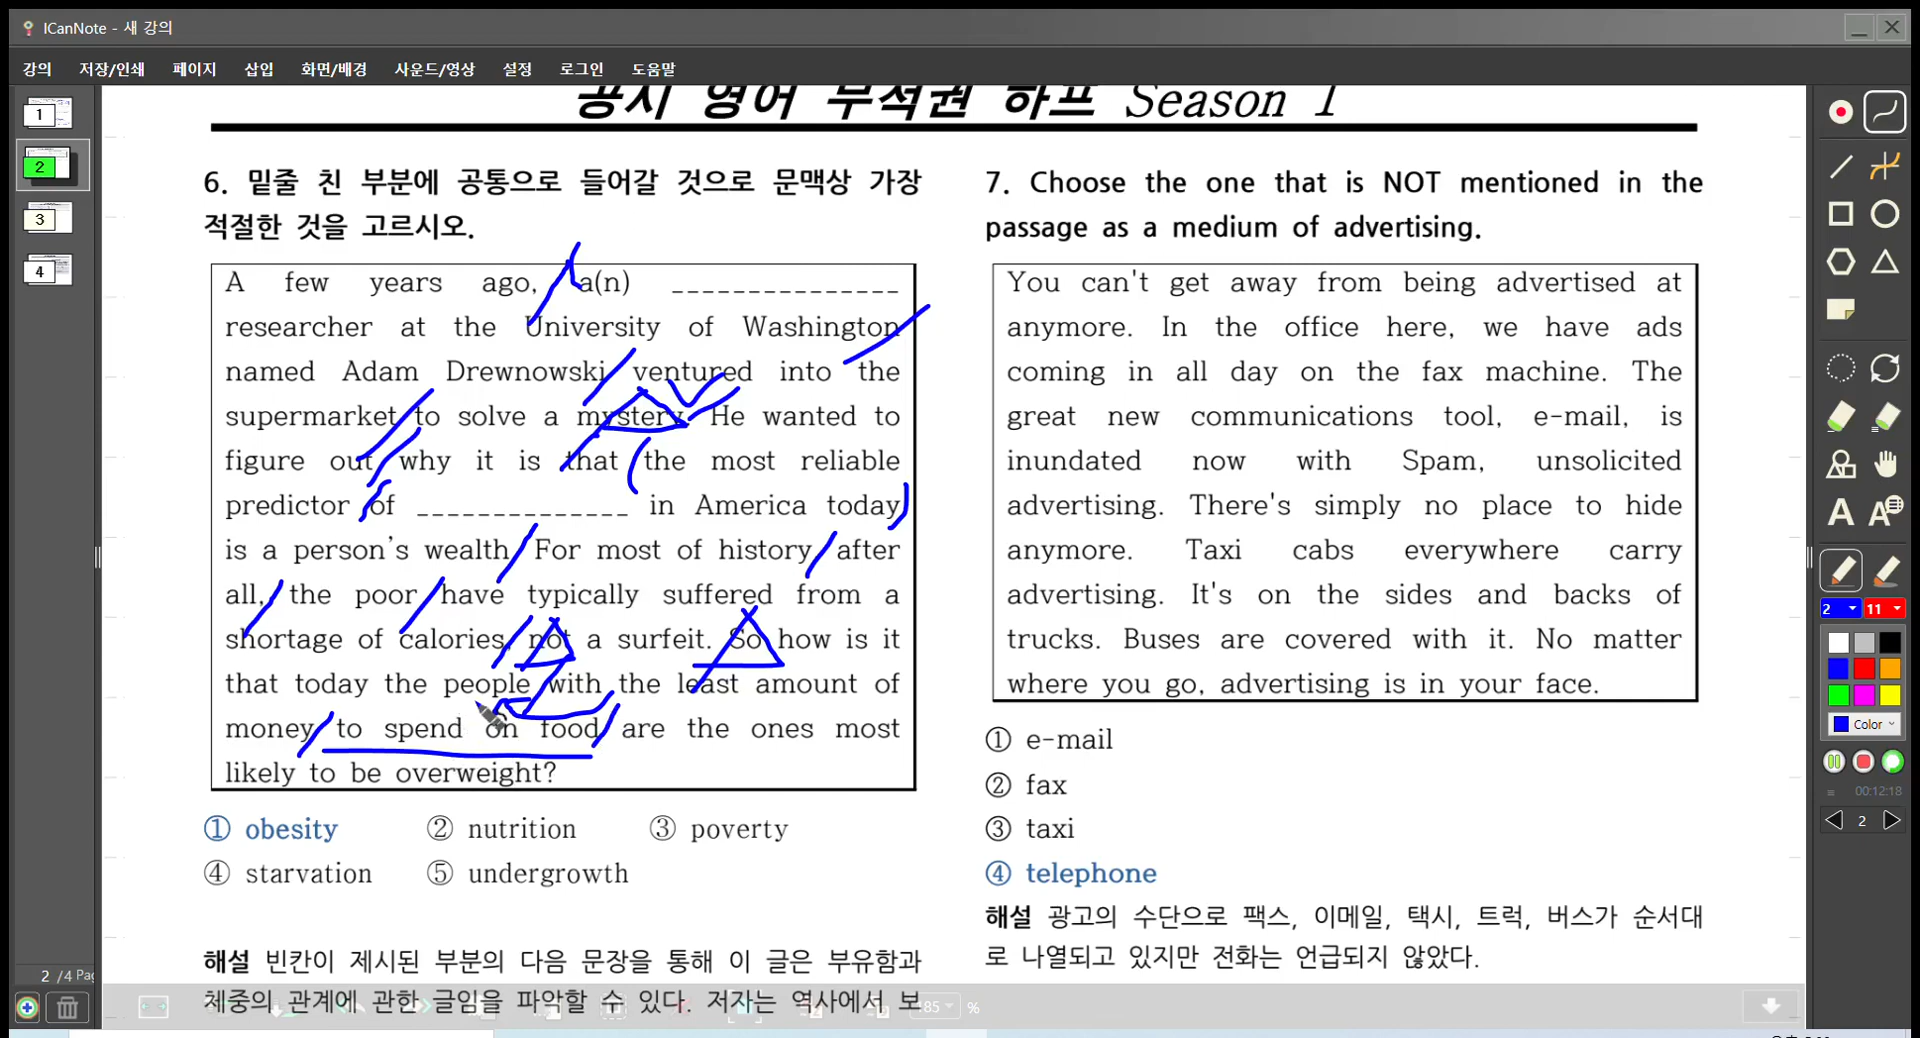 ICanNote - 새 강의
강의 저장/인쇄 페이지 삽입 화면/배경 사운드/영상 설정 로그인 도움말
공시 영어 무적권 하프 Season 1
1
2
3
4
6. 밑줄 친 부분에 공통으로 들어갈 것으로 문맥상 가장
적절한 것을 고르시오.
A few years ago, a(n) _______________
researcher at the University of Washington
named Adam Drewnowski ventured into the
supermarket to solve a mystery. He wanted to
figure out why it is that the most reliable
predictor of ______________ in America today
is a person's wealth. For most of history, after
all, the poor have typically suffered from a
shortage of calories, not a surfeit. So how is it
that today the people with the least amount of
money to spend on food are the ones most
likely to be overweight?
① obesity ② nutrition ③ poverty
④ starvation ⑤ undergrowth
해설 빈칸이 제시된 부분의 다음 문장을 통해 이 글은 부유함과
체중의 관계에 관한 글임을 파악할 수 있다. 저자는 역사에서 보
7. Choose the one that is NOT mentioned in the
passage as a medium of advertising.
You can't get away from being advertised at
anymore. In the office here, we have ads
coming in all day on the fax machine. The
great new communications tool, e-mail, is
inundated now with Spam, unsolicited
advertising. There's simply no place to hide
anymore. Taxi cabs everywhere carry
advertising. It's on the sides and backs of
trucks. Buses are covered with it. No matter
where you go, advertising is in your face.
① e-mail
② fax
③ taxi
④ telephone
해설 광고의 수단으로 팩스, 이메일, 택시, 트럭, 버스가 순서대
로 나열되고 있지만 전화는 언급되지 않았다.
2 11
Color
00:12:18
2
2 /4 Pa
%